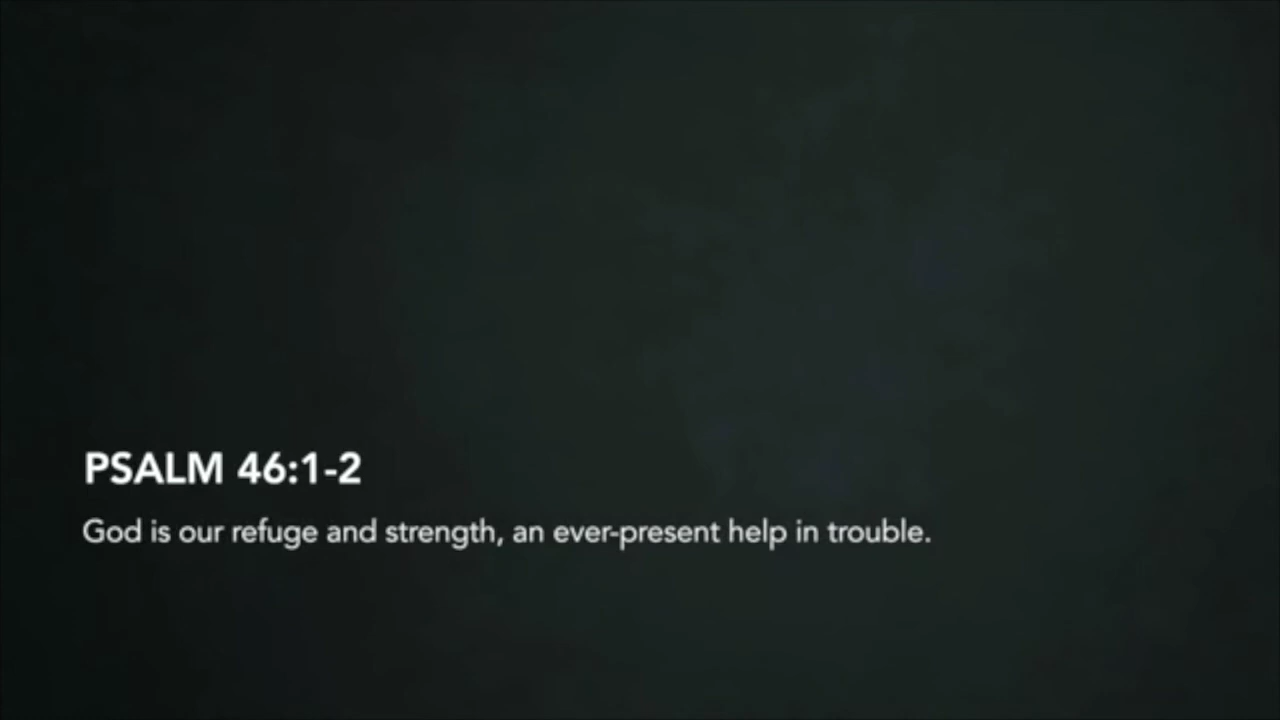 PSALM 46:1-2
God is our refuge and strength, an ever-present help in trouble.